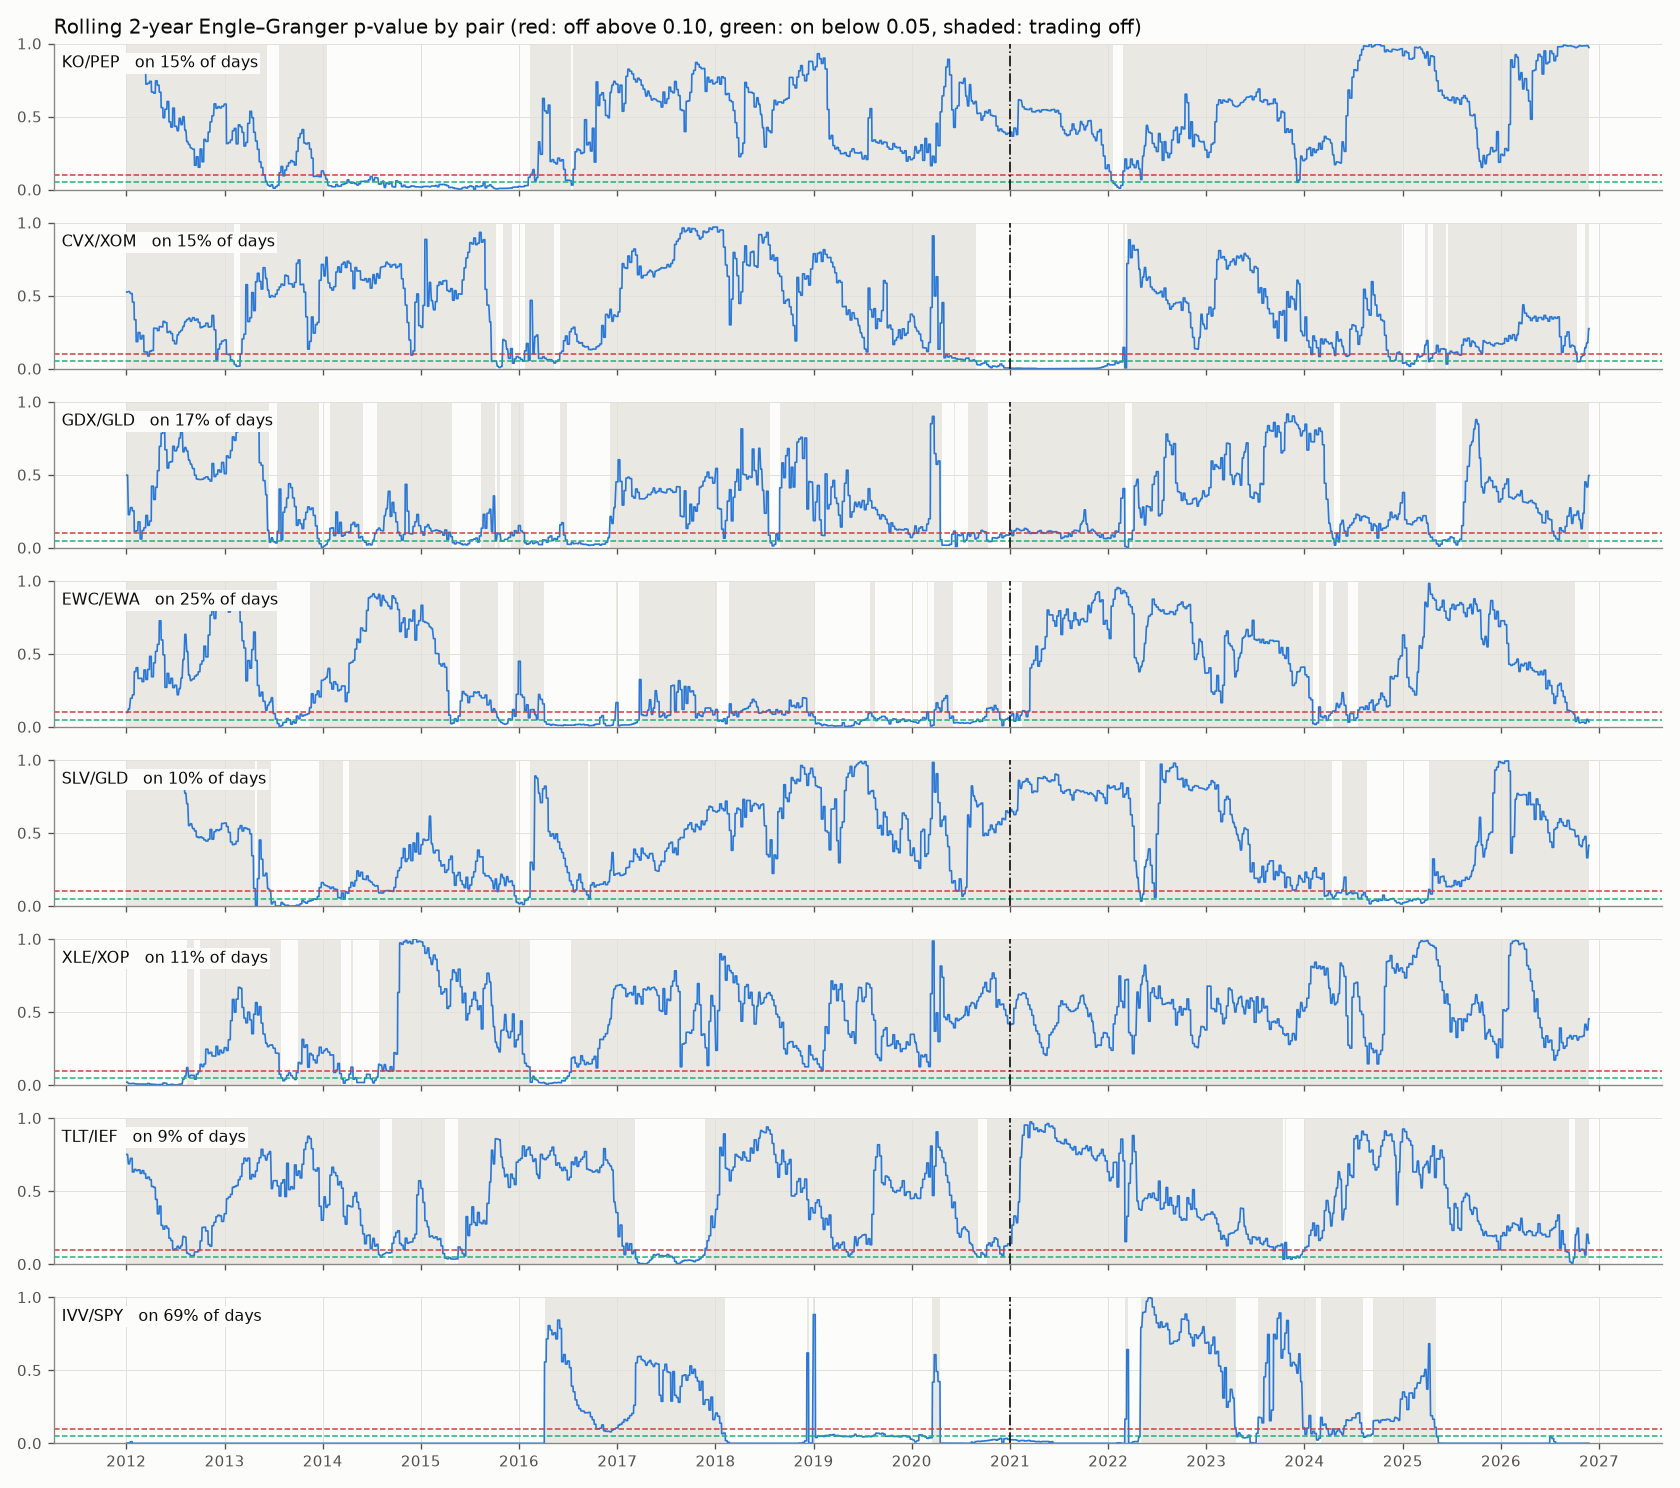 Rolling 2-year Engle–Granger p-value by pair (red: off above 0.10, green: on below 0.05, shaded: trading off)
1.0
KO/PEP on 15% of days
0.5
0.0
1.0
CVX/XOM on 15% of days
0.5
0.0
1.0
GDX/GLD on 17% of days
0.5
0.0
1.0
EWC/EWA on 25% of days
0.5
0.0
1.0
SLV/GLD on 10% of days
0.5
0.0
1.0
XLE/XOP on 11% of days
0.5
0.0
1.0
TLT/IEF on 9% of days
0.5
0.0
1.0
IVV/SPY on 69% of days
0.5
0.0
2012 2013 2014 2015 2016 2017 2018 2019 2020 2021 2022 2023 2024 2025 2026 2027